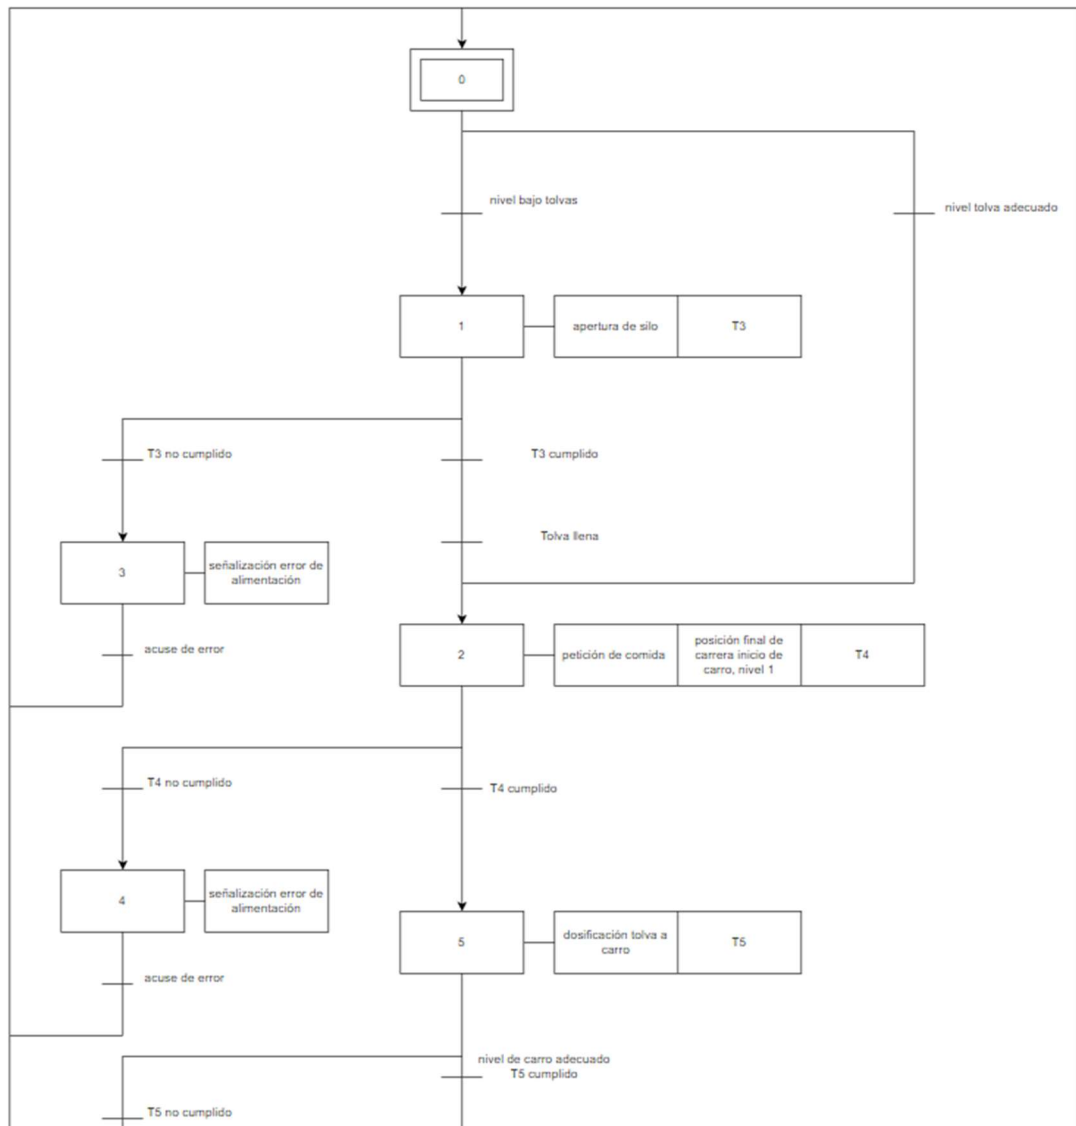 0
nivel bajo tolvas
nivel tolva adecuado
1
apertura de silo
T3
T3 no cumplido
T3 cumplido
Tolva llena
3
señalización error de
alimentación
acuse de error
2
petición de comida
posición final de
carrera inicio de
carro, nivel 1
T4
T4 no cumplido
T4 cumplido
4
señalización error de
alimentación
5
dosificación tolva a
carro
T5
acuse de error
nivel de carro adecuado
T5 cumplido
T5 no cumplido